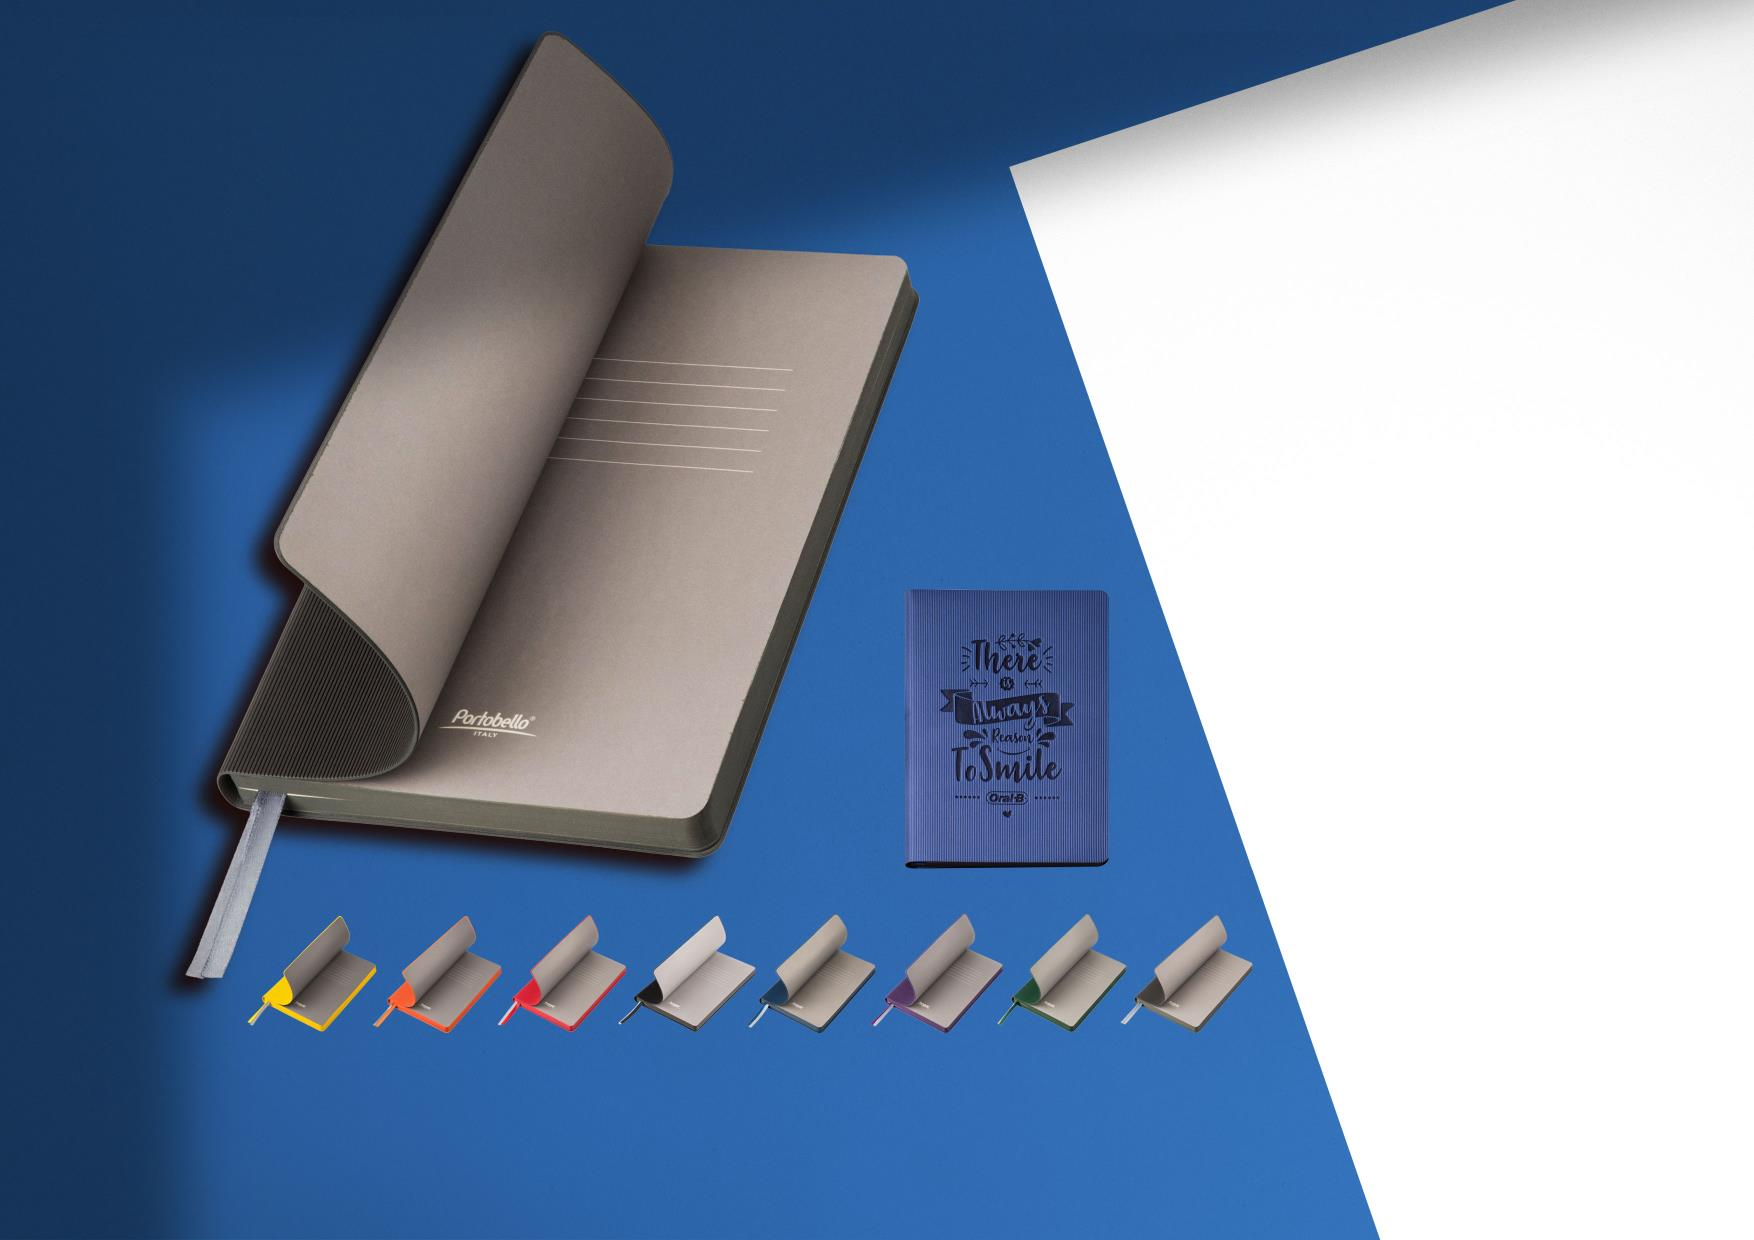 Portobello®
ITALY
There
is
Always
Reason
To Smile
Oral-B